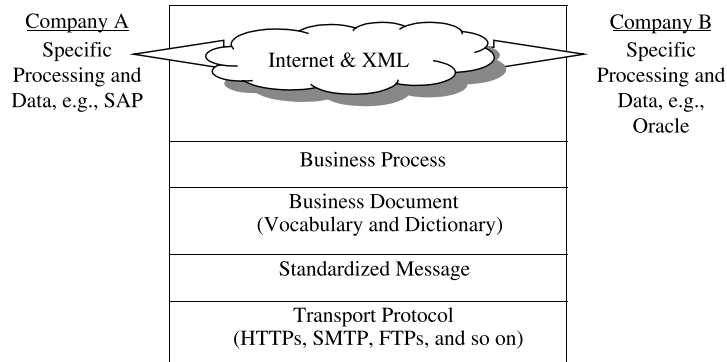 Company A
Specific
Processing and
Data, e.g., SAP
Internet & XML
Company B
Specific
Processing and
Data, e.g.,
Oracle
Business Process
Business Document
(Vocabulary and Dictionary)
Standardized Message
Transport Protocol
(HTTPs, SMTP, FTPs, and so on)